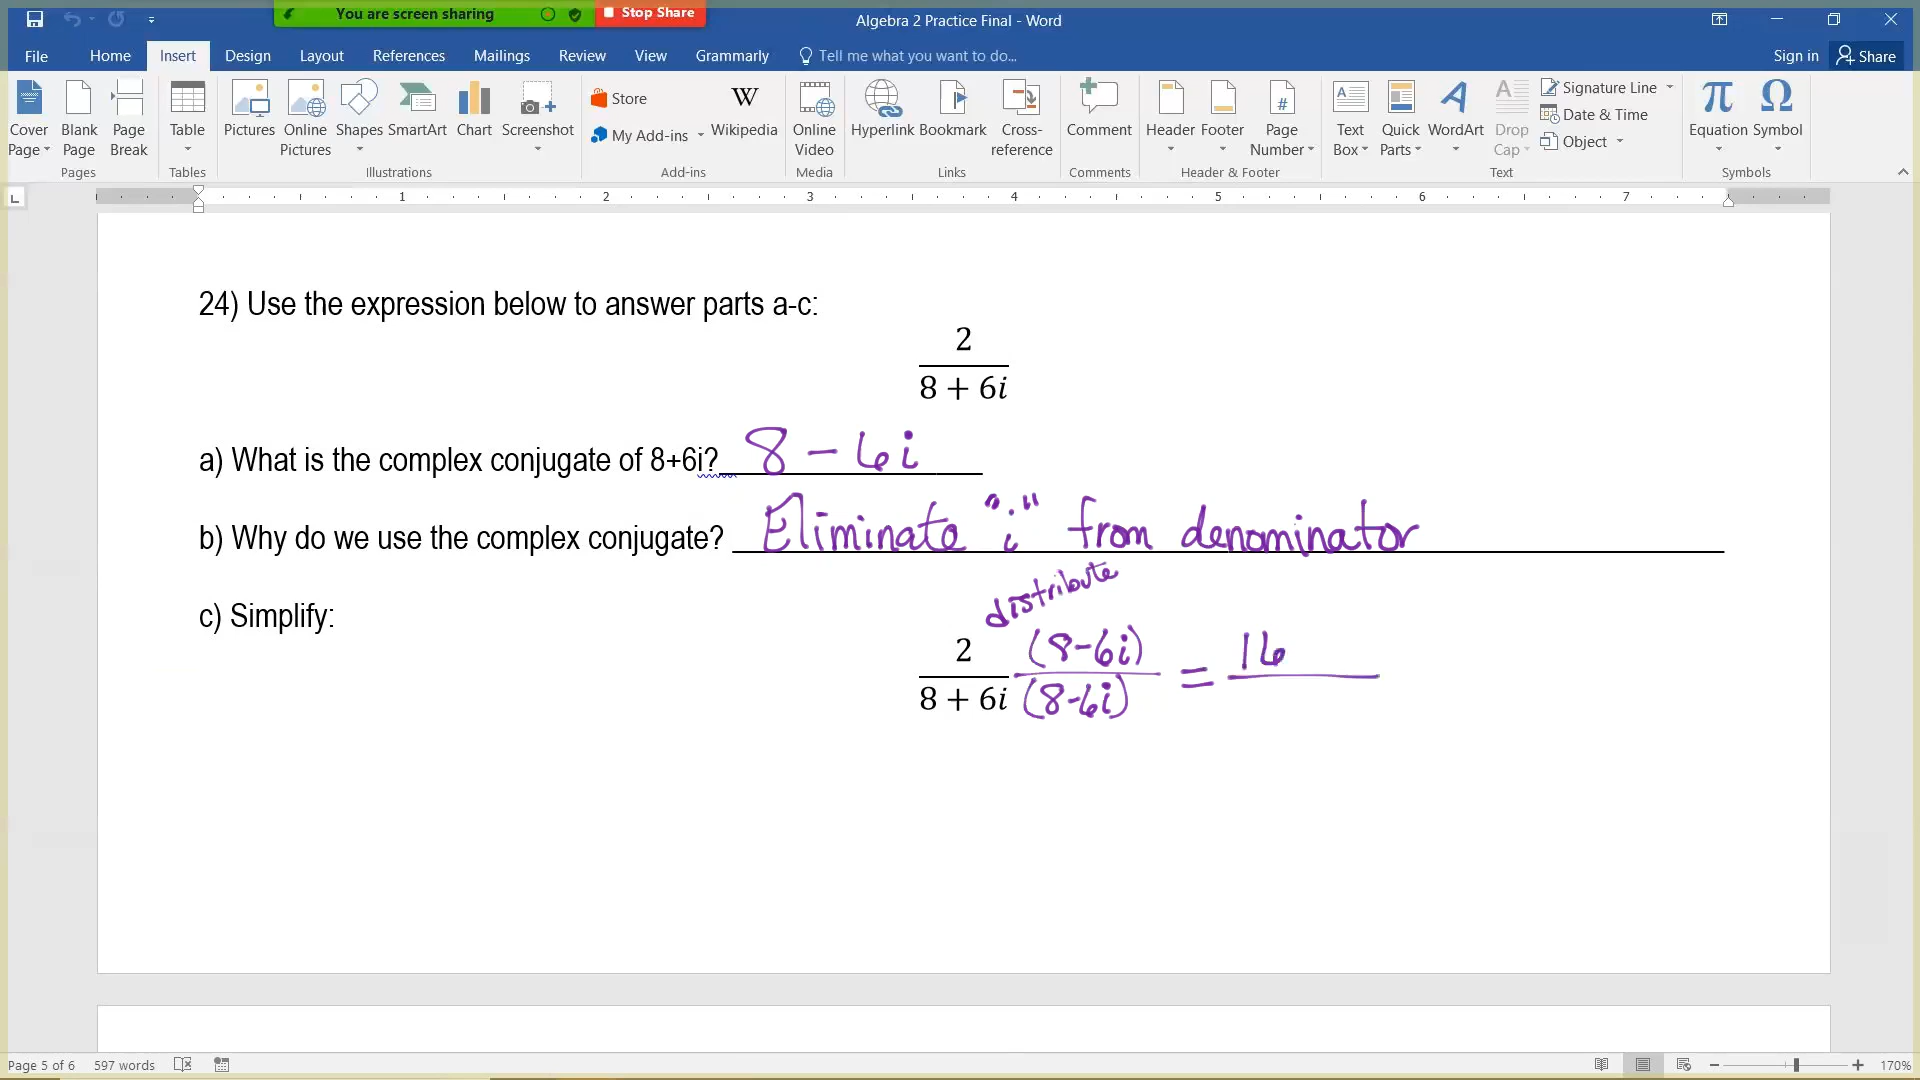 You are screen sharing
Stop Share
Algebra 2 Practice Final - Word
File Home Insert Design Layout References Mailings Review View Grammarly Tell me what you want to do... Sign in Share
Cover Page Blank Page Page Break
Pages
Table
Tables
Pictures Online Pictures Shapes SmartArt Chart Screenshot
Illustrations
Store
My Add-ins
Wikipedia
Add-ins
Online Video
Media
Hyperlink Bookmark Cross-reference
Links
Comment
Comments
Header Footer Page Number
Header & Footer
Text Box Quick Parts WordArt Drop Cap
Signature Line
Date & Time
Object
Text
Equation Symbol
Symbols
1 2 3 4 5 6 7
24) Use the expression below to answer parts a-c:
2
8 + 6i
a) What is the complex conjugate of 8+6i? 8 - 6i
b) Why do we use the complex conjugate? Eliminate "i" from denominator
distribute
c) Simplify:
2 (8-6i) = 16
8 + 6i (8-6i)
Page 5 of 6 597 words 170%